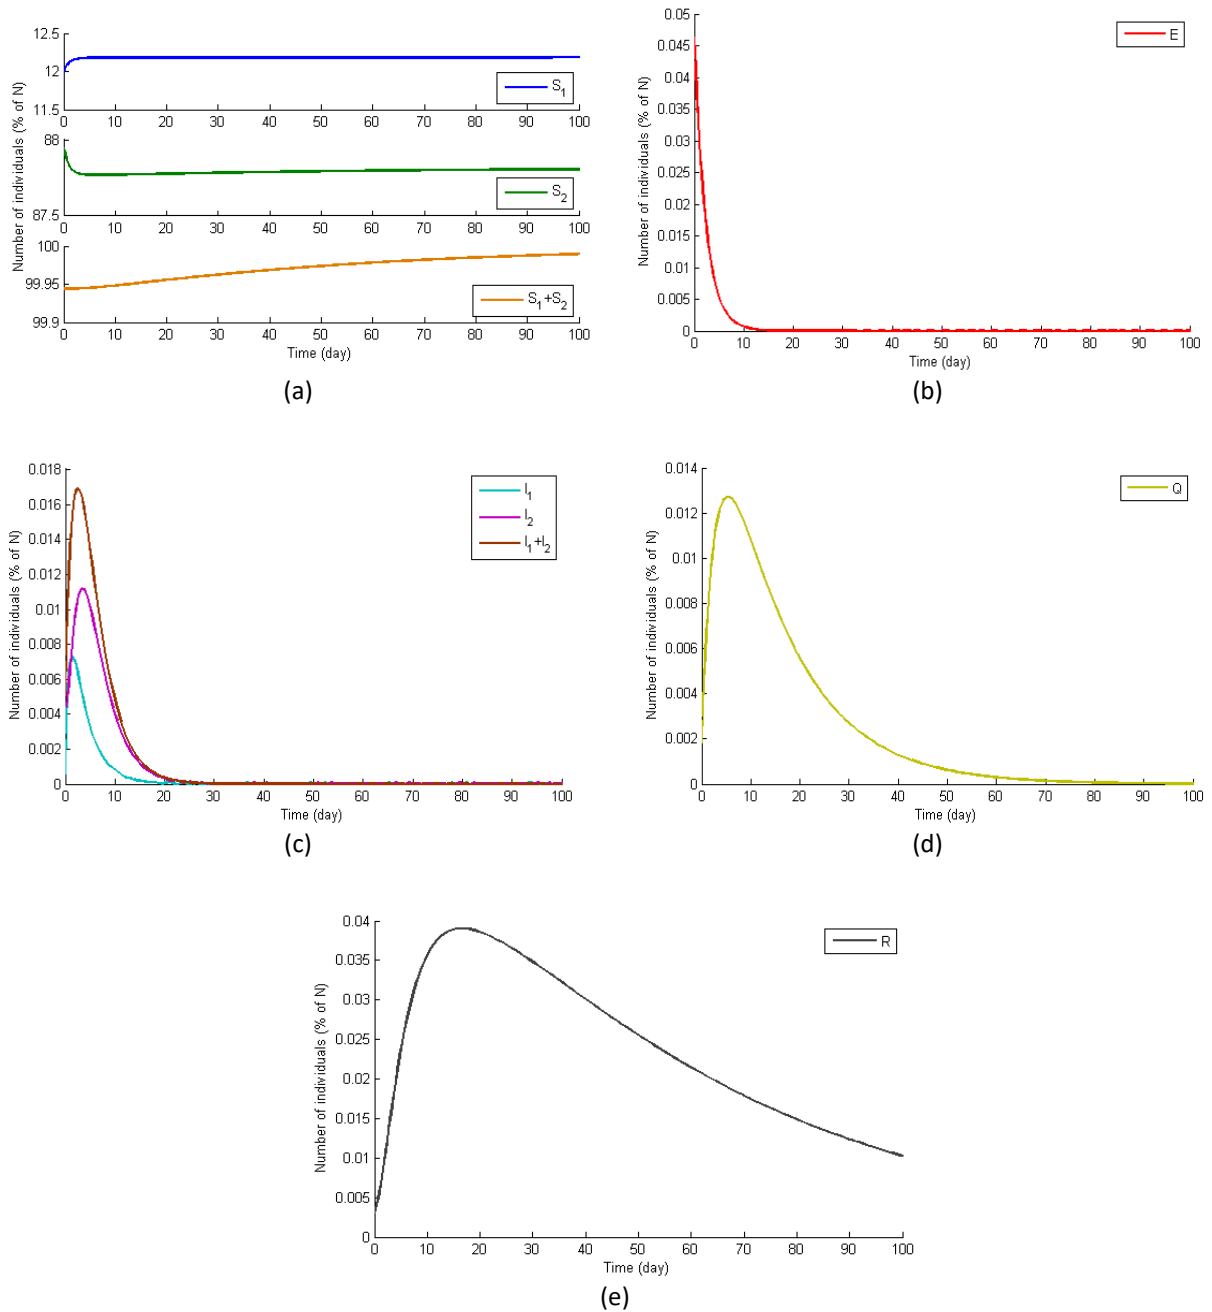 Number of individuals (% of N)
12.5
12
11.5
S1
0 10 20 30 40 50 60 70 80 90 100
88
87.5
S2
0 10 20 30 40 50 60 70 80 90 100
100
99.95
99.9
S1+S2
0 10 20 30 40 50 60 70 80 90 100
Time (day)
(a)
Number of individuals (% of N)
0.05
0.045
0.04
0.035
0.03
0.025
0.02
0.015
0.01
0.005
0
E
0 10 20 30 40 50 60 70 80 90 100
Time (day)
(b)
Number of individuals (% of N)
0.018
0.016
0.014
0.012
0.01
0.008
0.006
0.004
0.002
0
I1
I2
I1+I2
0 10 20 30 40 50 60 70 80 90 100
Time (day)
(c)
Number of individuals (% of N)
0.014
0.012
0.01
0.008
0.006
0.004
0.002
0
Q
0 10 20 30 40 50 60 70 80 90 100
Time (day)
(d)
Number of individuals (% of N)
0.04
0.035
0.03
0.025
0.02
0.015
0.01
0.005
0
R
0 10 20 30 40 50 60 70 80 90 100
Time (day)
(e)